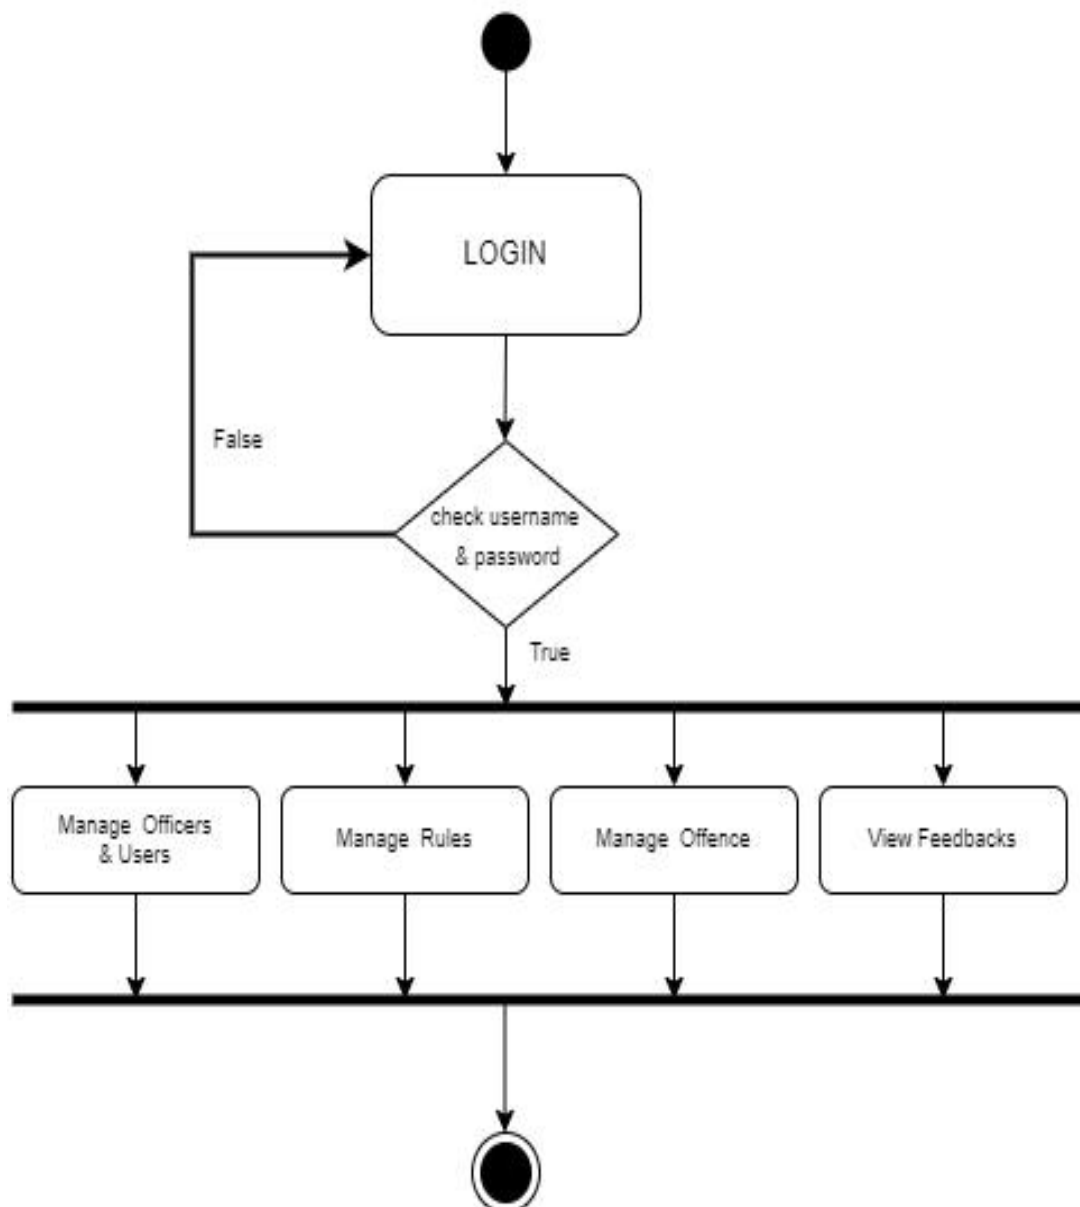 LOGIN
False
check username
& password
True
Manage Officers
& Users
Manage Rules
Manage Offence
View Feedbacks